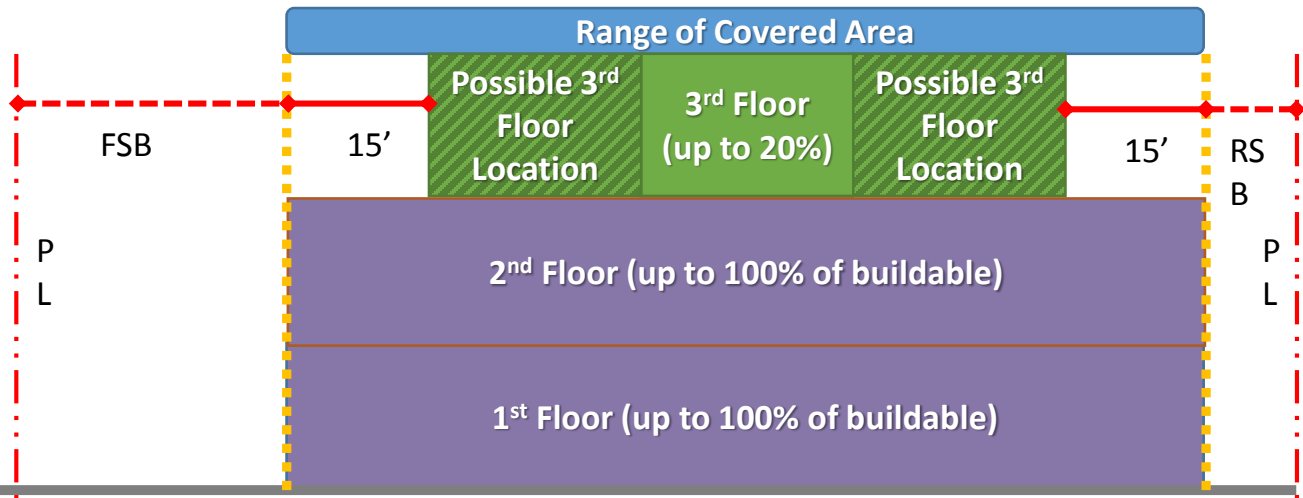 Range of Covered Area
Possible 3rd
Floor
Location
3rd Floor
(up to 20%)
Possible 3rd
Floor
Location
FSB
15’
15’
RS
B
P
L
P
L
2nd Floor (up to 100% of buildable)
1st Floor (up to 100% of buildable)